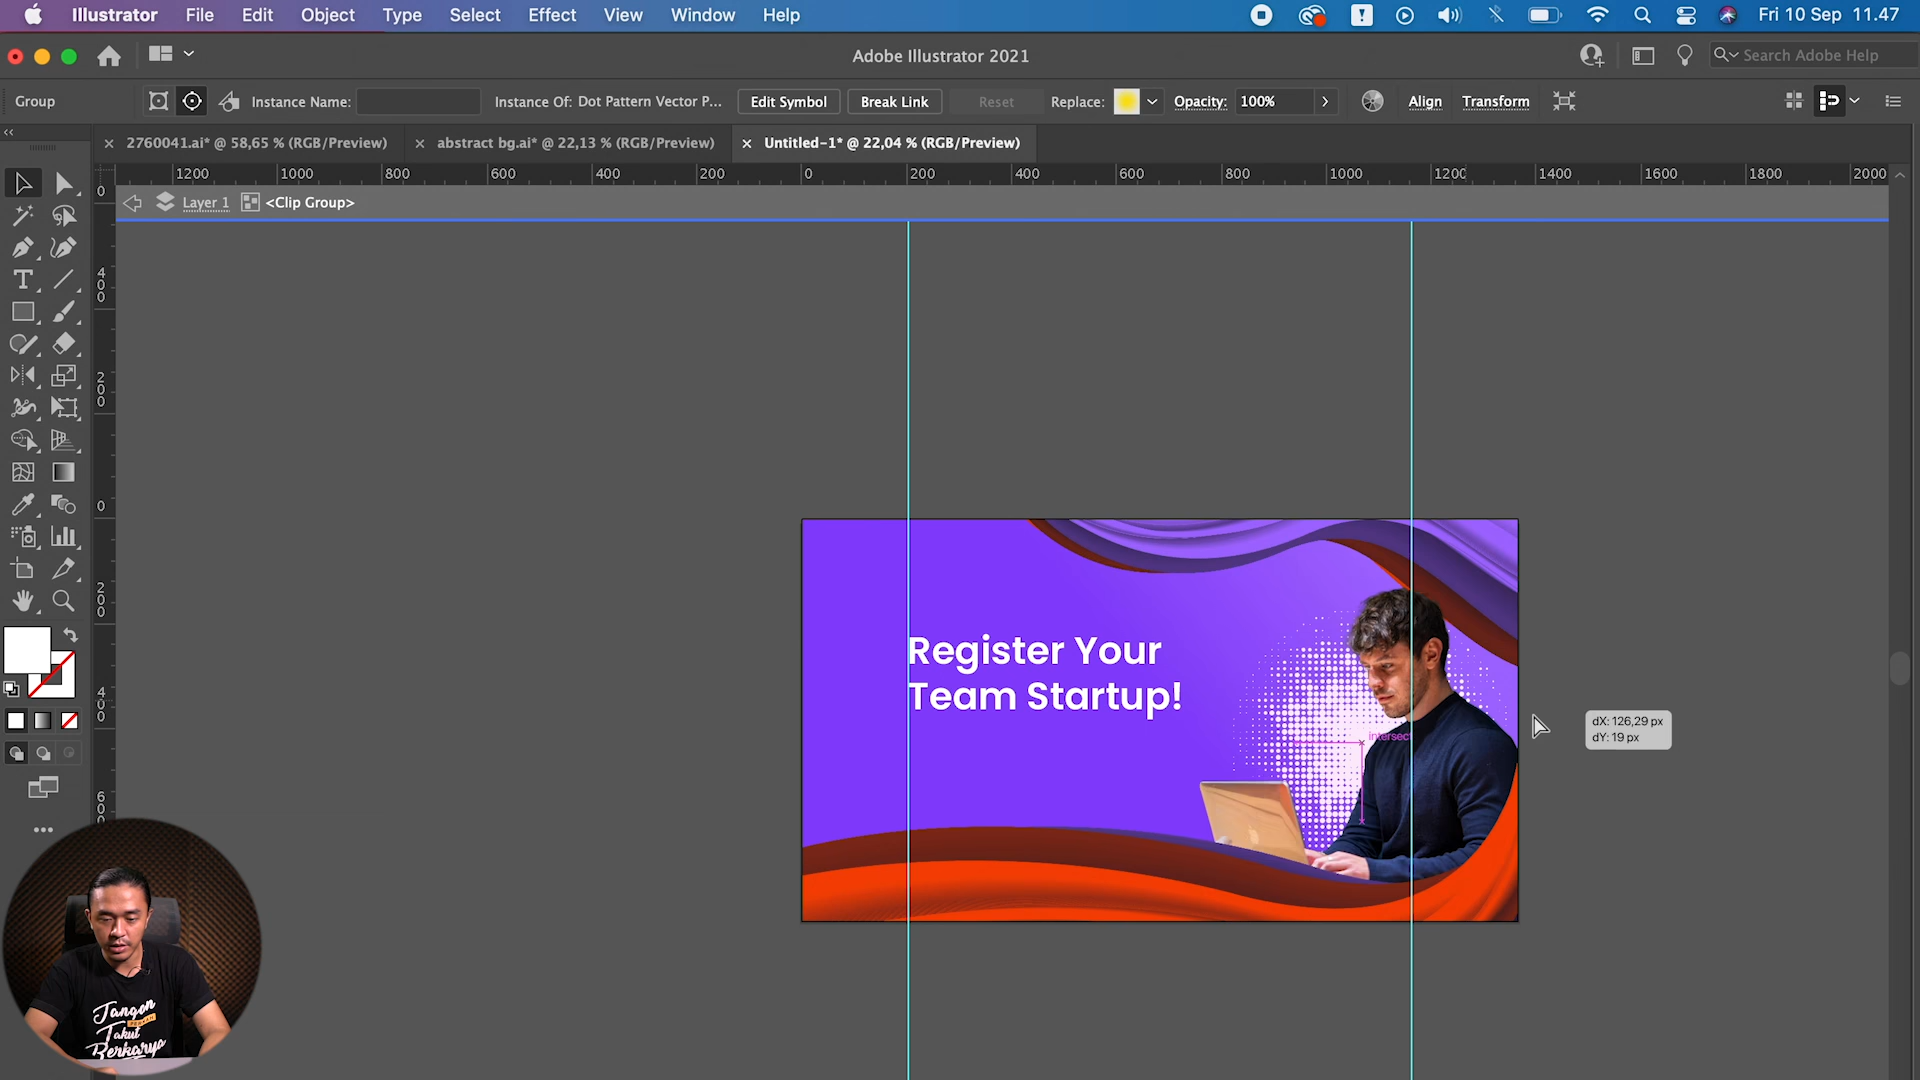 Illustrator File Edit Object Type Select Effect View Window Help Fri 10 Sep 11.47
Adobe Illustrator 2021 Search Adobe Help
Group Instance Name: Instance Of: Dot Pattern Vector P... Edit Symbol Break Link Reset Replace: Opacity: 100% Align Transform
2760041.ai* @ 58,65 % (RGB/Preview) abstract bg.ai* @ 22,13 % (RGB/Preview) Untitled-1* @ 22,04 % (RGB/Preview)
1200 1000 800 600 400 200 0 200 400 600 800 1000 1200 1400 1600 1800 2000
Layer 1 <Clip Group>
0
400
200
0
200
400
600
Register Your
Team Startup!
dX: 126,29 px
dY: 19 px
intersect
Jangan
Takut
Berkarya